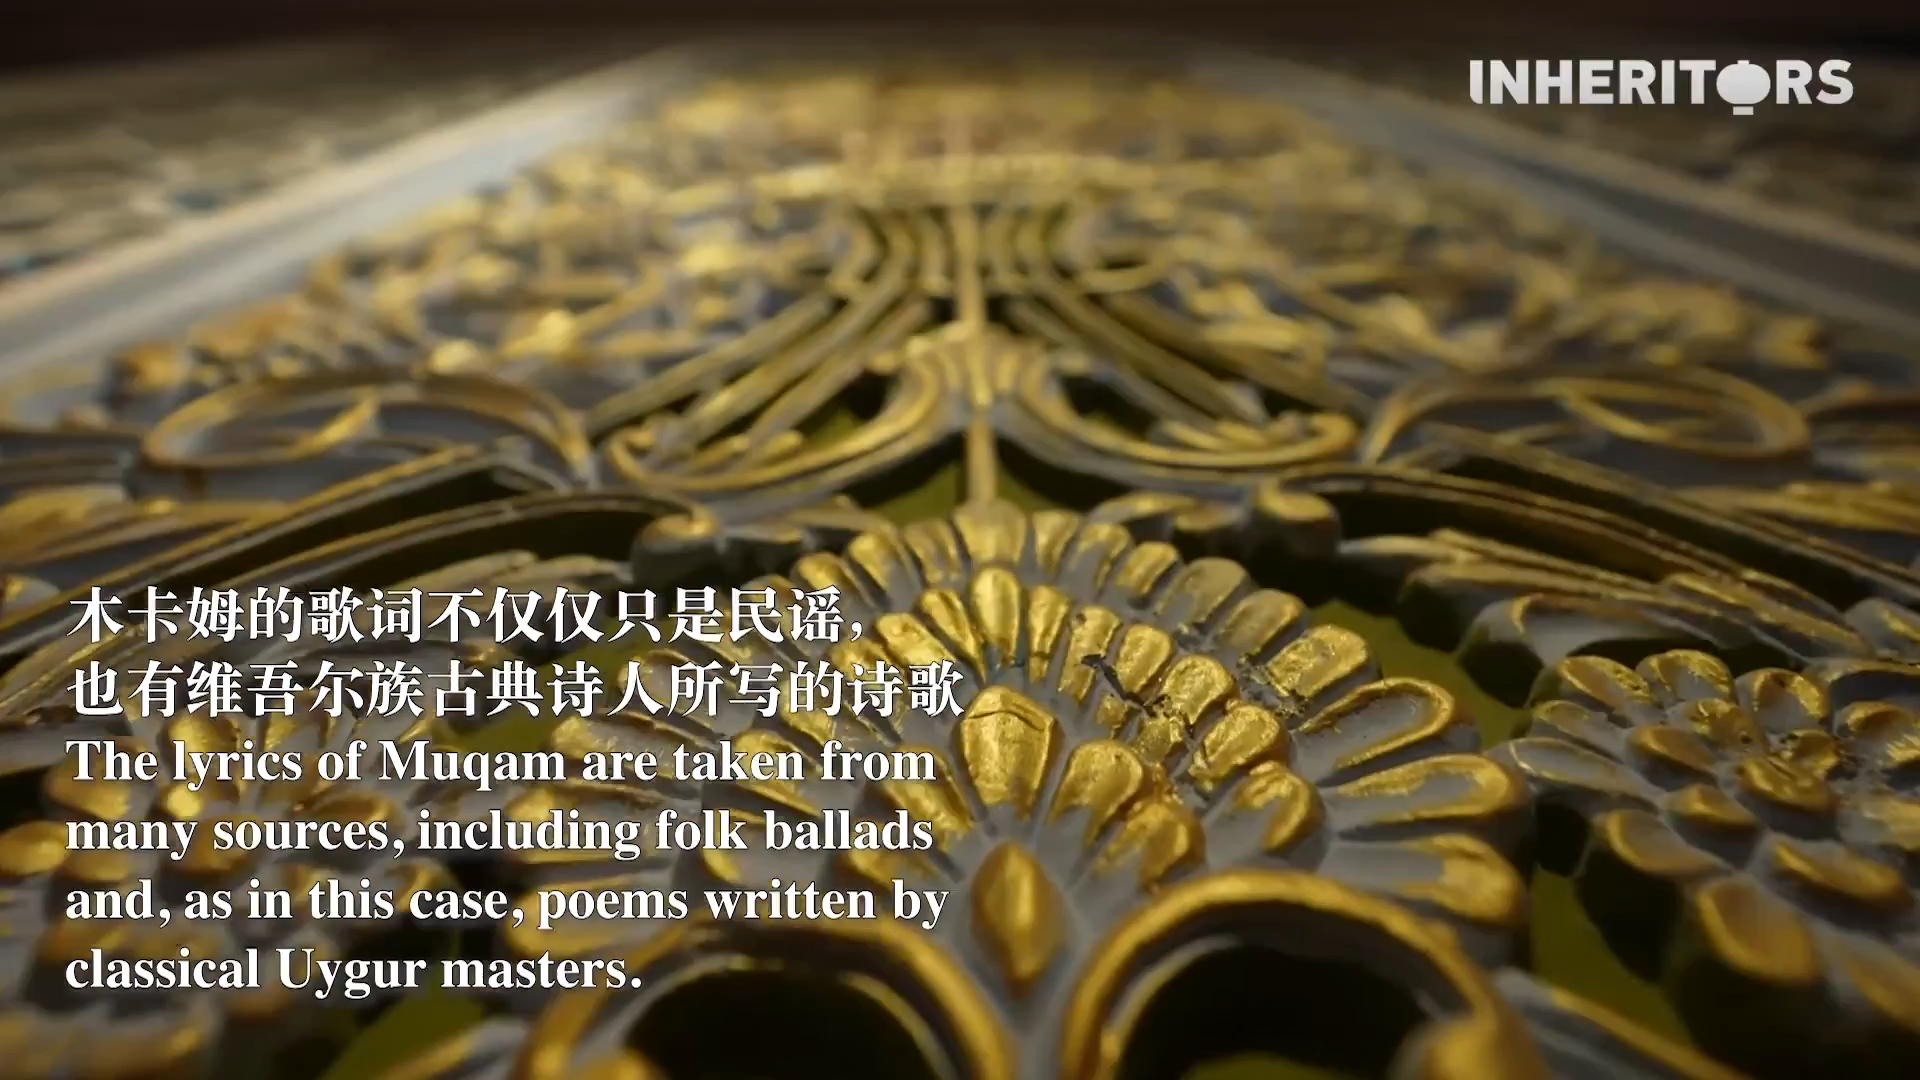 INHERITORS
木卡姆的歌词不仅仅只是民谣，
也有维吾尔族古典诗人所写的诗歌
The lyrics of Muqam are taken from
many sources, including folk ballads
and, as in this case, poems written by
classical Uygur masters.